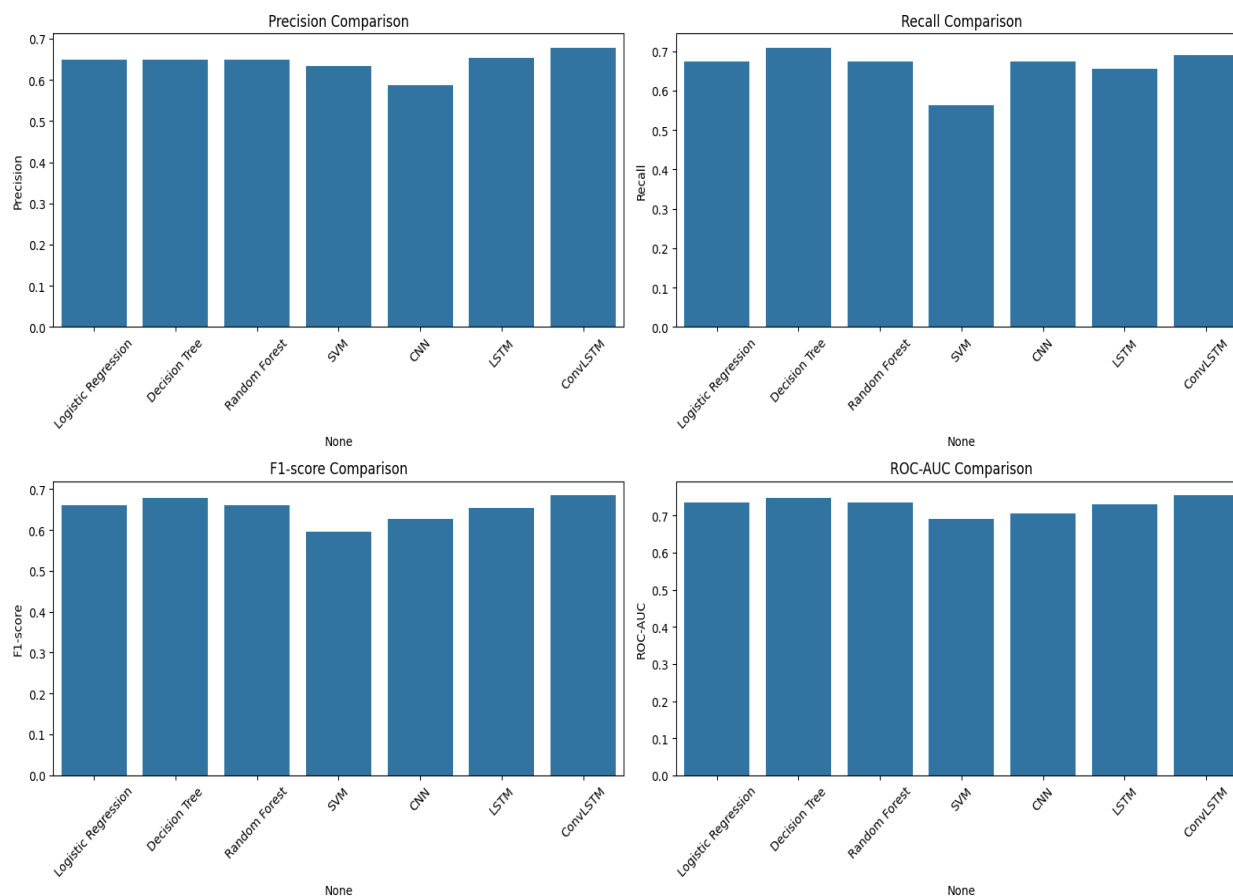 Precision Comparison
Precision
0.7
0.6
0.5
0.4
0.3
0.2
0.1
0.0
Logistic Regression
Decision Tree
Random Forest
SVM
CNN
LSTM
ConvLSTM
None
Recall Comparison
Recall
0.7
0.6
0.5
0.4
0.3
0.2
0.1
0.0
Logistic Regression
Decision Tree
Random Forest
SVM
CNN
LSTM
ConvLSTM
None
F1-score Comparison
F1-score
0.7
0.6
0.5
0.4
0.3
0.2
0.1
0.0
Logistic Regression
Decision Tree
Random Forest
SVM
CNN
LSTM
ConvLSTM
None
ROC-AUC Comparison
ROC-AUC
0.7
0.6
0.5
0.4
0.3
0.2
0.1
0.0
Logistic Regression
Decision Tree
Random Forest
SVM
CNN
LSTM
ConvLSTM
None